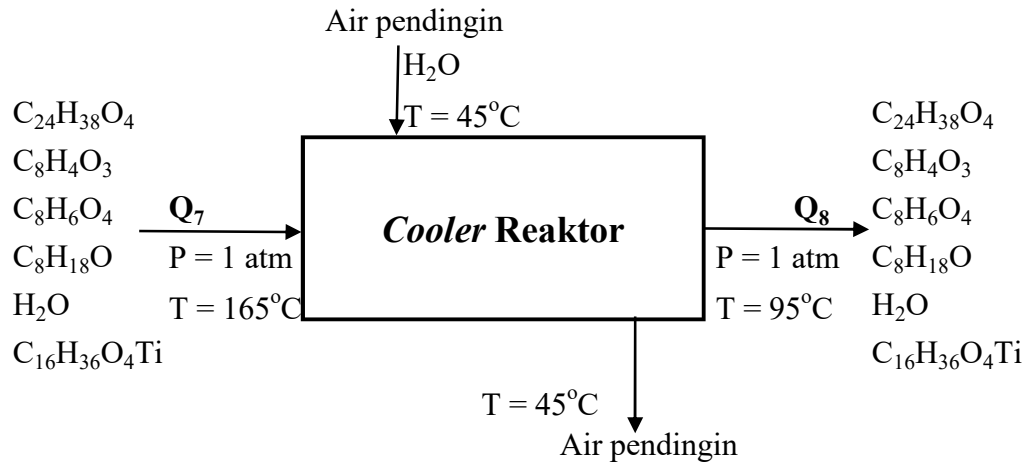 Air pendingin
H₂O
T = 45°C
C₂₄H₃₈O₄
C₈H₄O₃
C₈H₆O₄
C₈H₁₈O
H₂O
C₁₆H₃₆O₄Ti
Q₇
P = 1 atm
T = 165°C
Cooler Reaktor
Q₈
P = 1 atm
T = 95°C
C₂₄H₃₈O₄
C₈H₄O₃
C₈H₆O₄
C₈H₁₈O
H₂O
C₁₆H₃₆O₄Ti
T = 45°C
Air pendingin